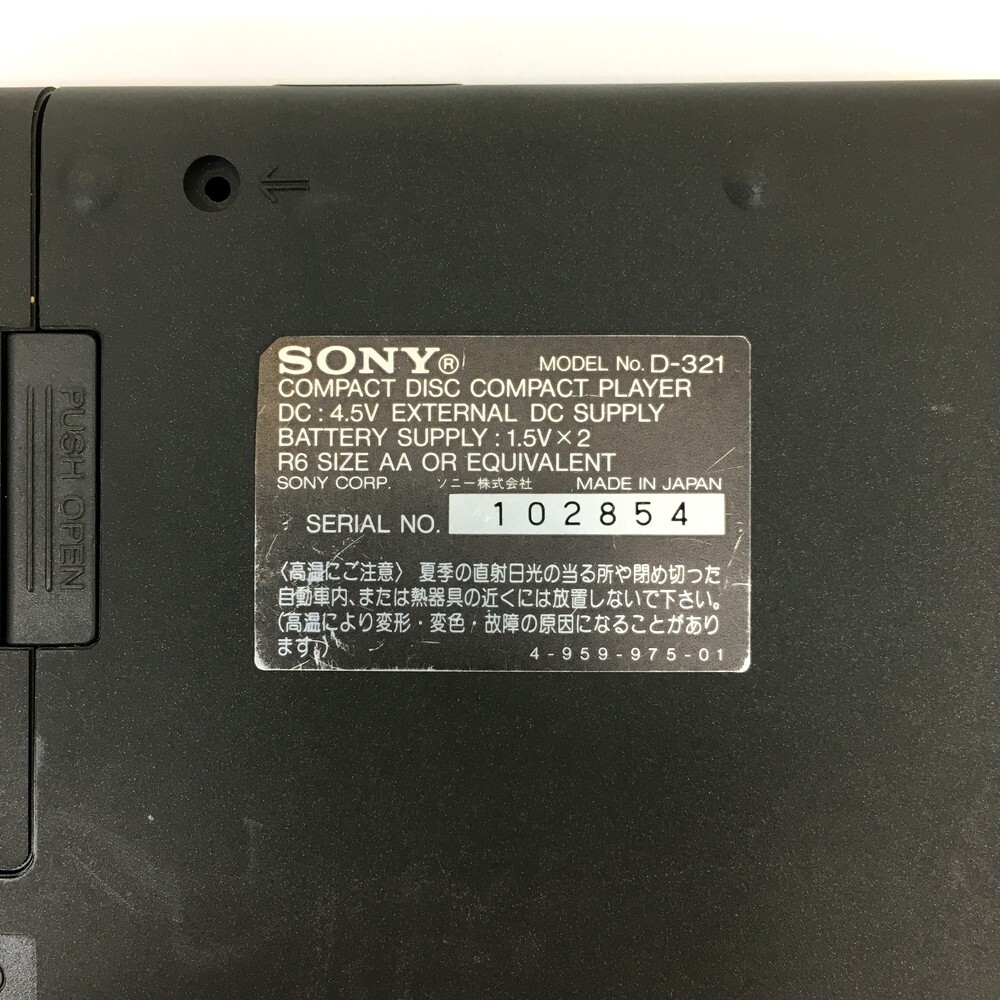 SONY® MODEL No. D-321
COMPACT DISC COMPACT PLAYER
DC : 4.5V EXTERNAL DC SUPPLY
BATTERY SUPPLY : 1.5V×2
R6 SIZE AA OR EQUIVALENT
SONY CORP. ソニー株式会社 MADE IN JAPAN
SERIAL NO. 102854
〈高温にご注意〉 夏季の直射日光の当る所や閉め切った
自動車内、または熱器具の近くには放置しないで下さい。
(高温により変形・変色・故障の原因になることがあり
ます。)
4-959-975-01
PUSH OPEN